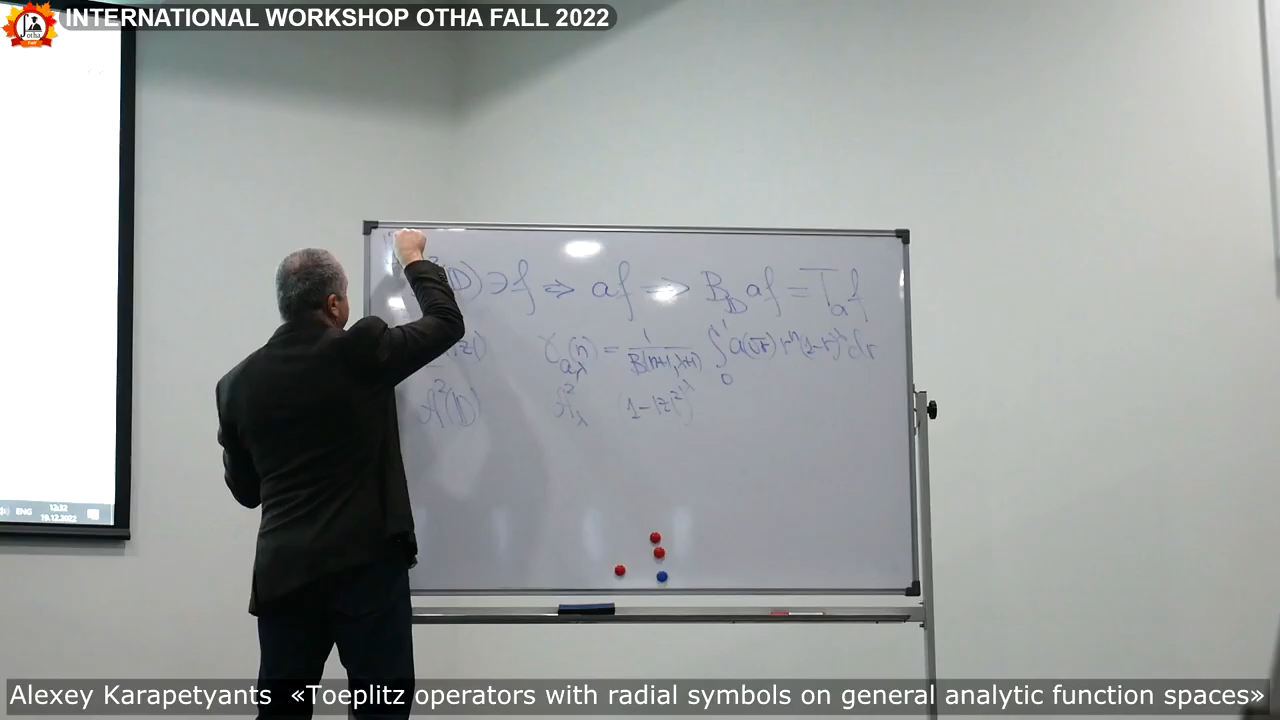 INTERNATIONAL WORKSHOP OTHA FALL 2022
otha
(D) ∋ f ⇒ af ⇒ B_D af = T_a f
γ_{a,λ}(n) = 1/B(n+1, λ+1) ∫_0^1 a(√r) r^n (1-r)^λ dr
A²(D) A²_λ (1-|z|²)^λ
ENG 12:32
19.12.2022
Alexey Karapetyants «Toeplitz operators with radial symbols on general analytic function spaces»